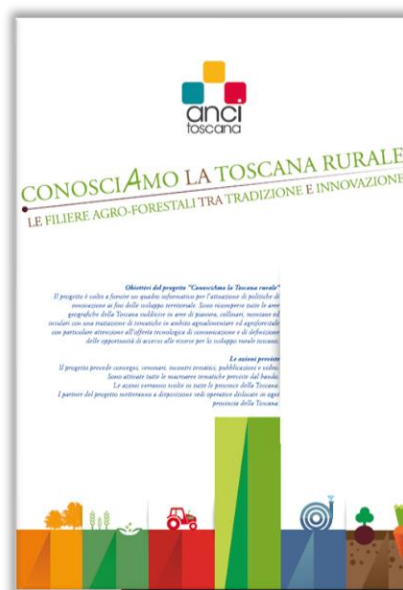 anci
toscana
CONOSCIAMO LA TOSCANA RURALE
LE FILIERE AGRO-FORESTALI TRA TRADIZIONE E INNOVAZIONE
Obiettivi del progetto "ConosciAmo la Toscana rurale"
Il progetto è volto a fornire un quadro informativo per l'attuazione di politiche di
innovazione ai fini dello sviluppo territoriale. Sono ricomprese tutte le aree
geografiche della Toscana suddivise in aree di pianura, collinari, montane ed
insulari con una trattazione di tematiche in ambito agroalimentare ed agroforestale
con particolare attenzione all'offerta tecnologica di comunicazione e di definizione
delle opportunità di accesso alle risorse per lo sviluppo rurale toscano.
Le azioni previste
Il progetto prevede convegni, seminari, incontri tematici, pubblicazioni e video.
Sono attivate tutte le macroaree tematiche previste dal bando.
Le azioni verranno svolte in tutte le province della Toscana.
I partner del progetto metteranno a disposizione sedi operative dislocate in ogni
provincia della Toscana.